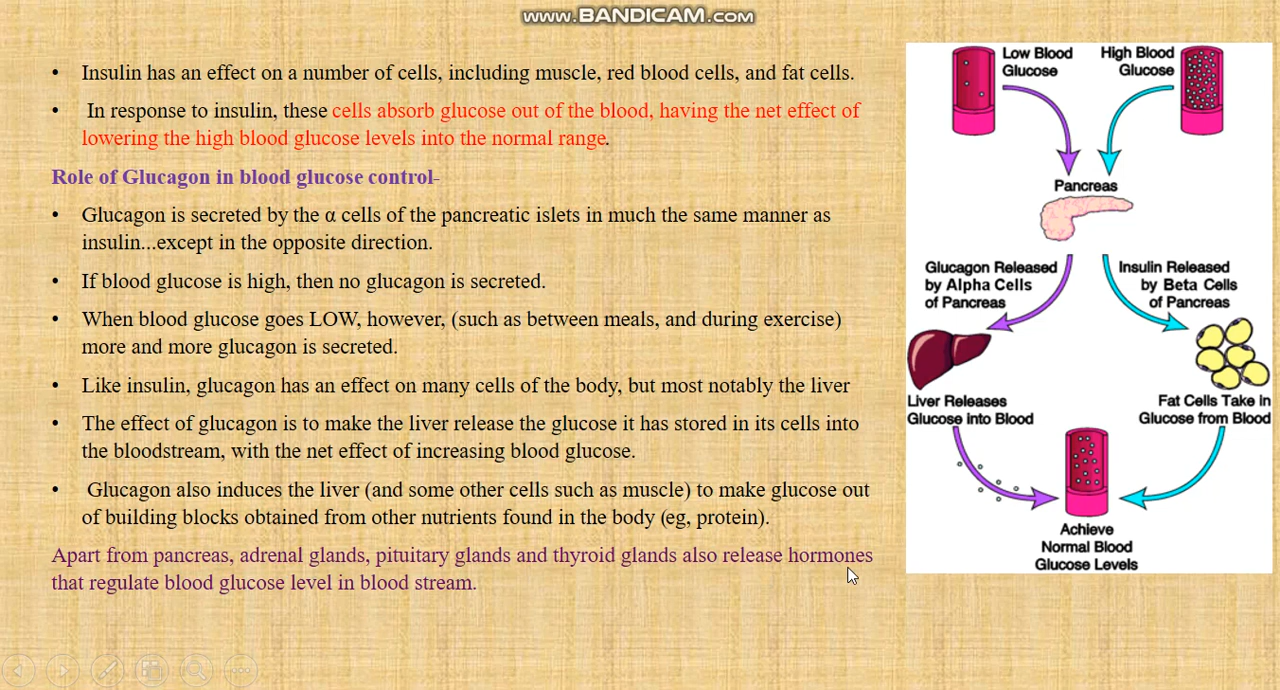 www.BANDICAM.com
• Insulin has an effect on a number of cells, including muscle, red blood cells, and fat cells.
• In response to insulin, these cells absorb glucose out of the blood, having the net effect of
lowering the high blood glucose levels into the normal range.
Role of Glucagon in blood glucose control-
• Glucagon is secreted by the α cells of the pancreatic islets in much the same manner as
insulin...except in the opposite direction.
• If blood glucose is high, then no glucagon is secreted.
• When blood glucose goes LOW, however, (such as between meals, and during exercise)
more and more glucagon is secreted.
• Like insulin, glucagon has an effect on many cells of the body, but most notably the liver
• The effect of glucagon is to make the liver release the glucose it has stored in its cells into
the bloodstream, with the net effect of increasing blood glucose.
• Glucagon also induces the liver (and some other cells such as muscle) to make glucose out
of building blocks obtained from other nutrients found in the body (eg, protein).
Apart from pancreas, adrenal glands, pituitary glands and thyroid glands also release hormones
that regulate blood glucose level in blood stream.
Low Blood
Glucose
High Blood
Glucose
Pancreas
Glucagon Released
by Alpha Cells
of Pancreas
Insulin Released
by Beta Cells
of Pancreas
Liver Releases
Glucose into Blood
Fat Cells Take in
Glucose from Blood
Achieve
Normal Blood
Glucose Levels